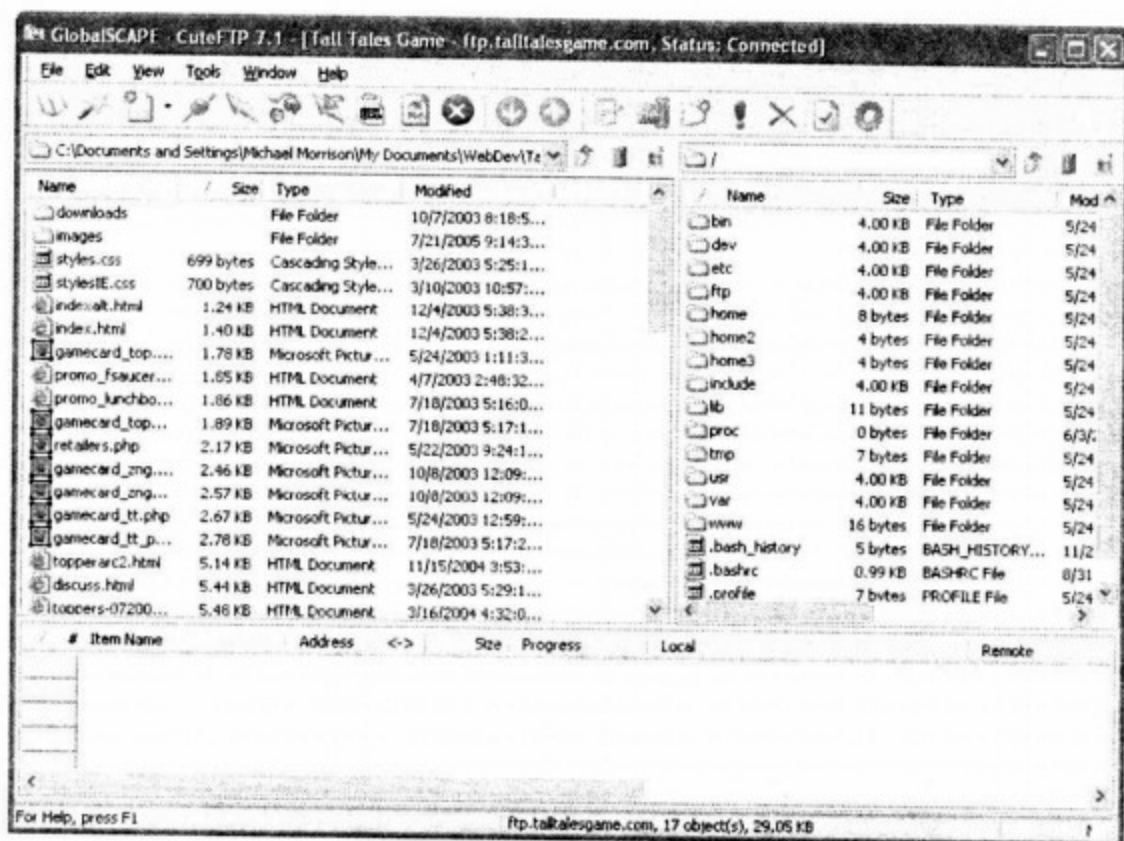 GlobalSCAPE - CuteFTP 7.1 - [Tall Tales Game - ftp.talltalesgame.com, Status: Connected]
File Edit View Tools Window Help
C:\Documents and Settings\Michael Morrison\My Documents\WebDev\Ta
/
Name / Size Type Modified
downloads File Folder 10/7/2003 8:18:5...
images File Folder 7/21/2005 9:14:3...
styles.css 699 bytes Cascading Style... 3/26/2003 5:25:1...
stylesIE.css 700 bytes Cascading Style... 3/10/2003 10:57:...
indexalt.html 1.24 KB HTML Document 12/4/2003 5:38:3...
index.html 1.40 KB HTML Document 12/4/2003 5:38:2...
gamecard_top.... 1.78 KB Microsoft Pictur... 5/24/2003 1:11:3...
promo_fsaucer... 1.65 KB HTML Document 4/7/2003 2:48:32...
promo_lunchbo... 1.86 KB HTML Document 7/18/2003 5:16:0...
gamecard_top... 1.89 KB Microsoft Pictur... 7/18/2003 5:17:1...
retailers.php 2.17 KB Microsoft Pictur... 5/22/2003 9:24:1...
gamecard_zng.... 2.46 KB Microsoft Pictur... 10/8/2003 12:09:...
gamecard_zng... 2.57 KB Microsoft Pictur... 10/8/2003 12:09:...
gamecard_tt.php 2.67 KB Microsoft Pictur... 5/24/2003 12:59:...
gamecard_tt_p... 2.78 KB Microsoft Pictur... 7/18/2003 5:17:2...
topperarc2.html 5.14 KB HTML Document 11/15/2004 3:53:...
discuss.html 5.44 KB HTML Document 3/26/2003 5:29:1...
toppers-07200... 5.46 KB HTML Document 3/16/2004 4:32:0...
/ Name Size Type Mod
bin 4.00 KB File Folder 5/24
dev 4.00 KB File Folder 5/24
etc 4.00 KB File Folder 5/24
ftp 4.00 KB File Folder 5/24
home 8 bytes File Folder 5/24
home2 4 bytes File Folder 5/24
home3 4 bytes File Folder 5/24
include 4.00 KB File Folder 5/24
lib 11 bytes File Folder 5/24
proc 0 bytes File Folder 6/3/
tmp 7 bytes File Folder 5/24
usr 4.00 KB File Folder 5/24
var 4.00 KB File Folder 5/24
www 16 bytes File Folder 5/24
.bash_history 5 bytes BASH_HISTORY... 11/2
.bashrc 0.99 KB BASHRC File 8/31
.profile 7 bytes PROFILE File 5/24
/ # Item Name Address <-> Size Progress Local Remote
For Help, press F1
ftp.talltalesgame.com, 17 object(s), 29.05 KB